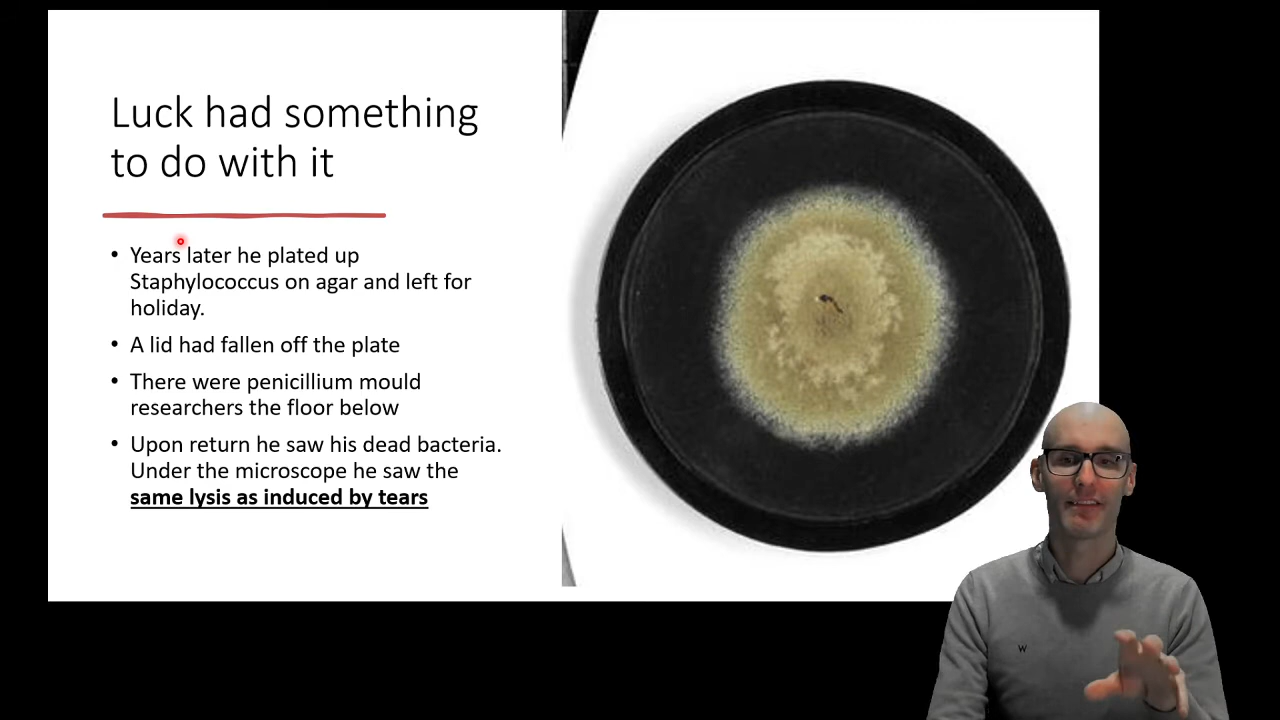 Luck had something
to do with it
• Years later he plated up
Staphylococcus on agar and left for
holiday.
• A lid had fallen off the plate
• There were penicillium mould
researchers the floor below
• Upon return he saw his dead bacteria.
Under the microscope he saw the
same lysis as induced by tears
W